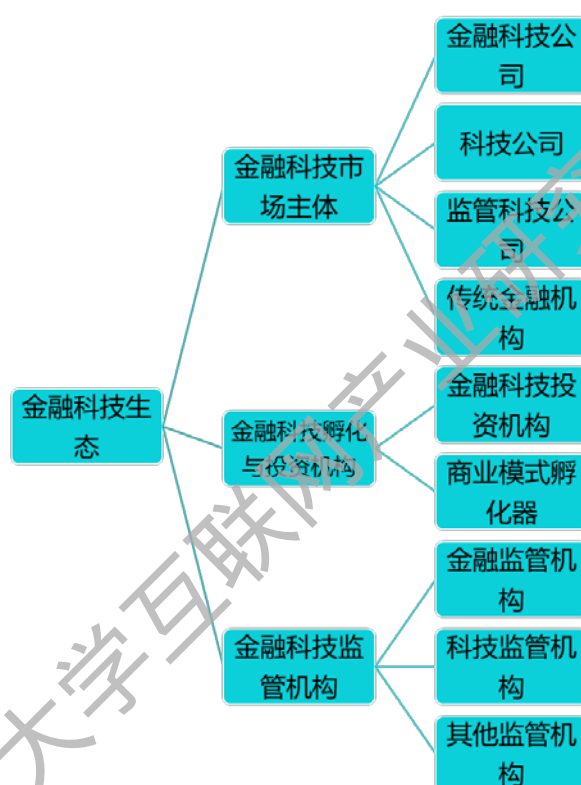 金融科技公
司
科技公司
金融科技市
场主体
监管科技公
司
传统金融机
构
金融科技生
态
金融科技孵化
与投资机构
金融科技投
资机构
商业模式孵
化器
金融科技监
管机构
金融监管机
构
科技监管机
构
其他监管机
构
大学互联网产业研究